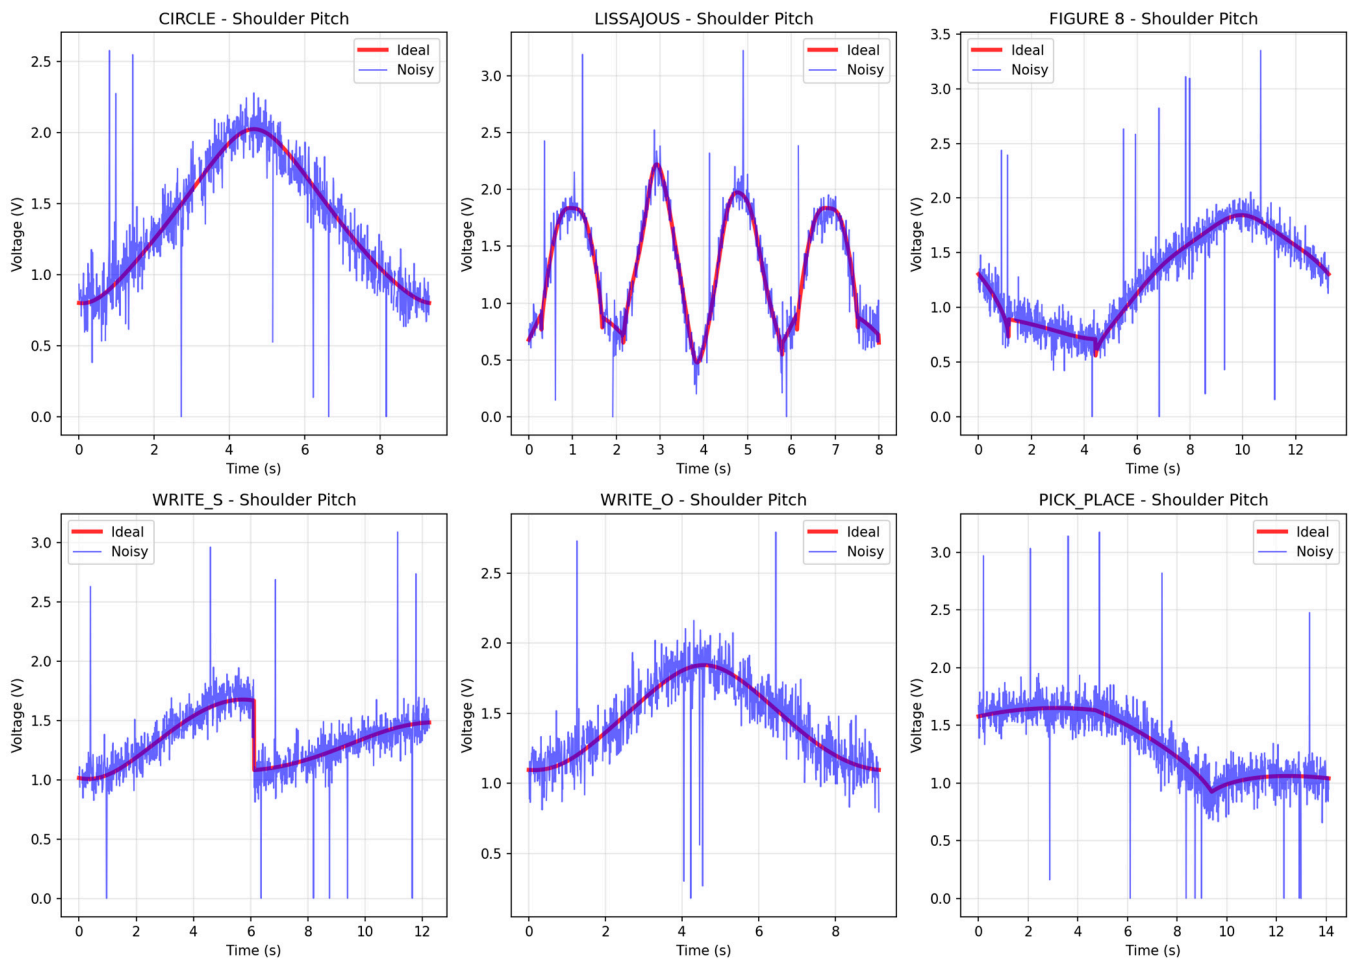 CIRCLE - Shoulder Pitch
Ideal
Noisy
Voltage (V)
2.5
2.0
1.5
1.0
0.5
0.0
0 2 4 6 8
Time (s)
LISSAJOUS - Shoulder Pitch
Ideal
Noisy
Voltage (V)
3.0
2.5
2.0
1.5
1.0
0.5
0.0
0 1 2 3 4 5 6 7 8
Time (s)
FIGURE 8 - Shoulder Pitch
Ideal
Noisy
Voltage (V)
3.5
3.0
2.5
2.0
1.5
1.0
0.5
0.0
0 2 4 6 8 10 12
Time (s)
WRITE_S - Shoulder Pitch
Ideal
Noisy
Voltage (V)
3.0
2.5
2.0
1.5
1.0
0.5
0.0
0 2 4 6 8 10 12
Time (s)
WRITE_O - Shoulder Pitch
Ideal
Noisy
Voltage (V)
2.5
2.0
1.5
1.0
0.5
0 2 4 6 8
Time (s)
PICK_PLACE - Shoulder Pitch
Ideal
Noisy
Voltage (V)
3.0
2.5
2.0
1.5
1.0
0.5
0.0
0 2 4 6 8 10 12 14
Time (s)